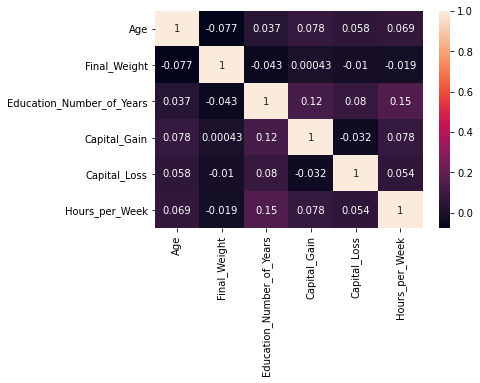 Age 1 -0.077 0.037 0.078 0.058 0.069
Final_Weight -0.077 1 -0.043 0.00043 -0.01 -0.019
Education_Number_of_Years 0.037 -0.043 1 0.12 0.08 0.15
Capital_Gain 0.078 0.00043 0.12 1 -0.032 0.078
Capital_Loss 0.058 -0.01 0.08 -0.032 1 0.054
Hours_per_Week 0.069 -0.019 0.15 0.078 0.054 1
Age
Final_Weight
Education_Number_of_Years
Capital_Gain
Capital_Loss
Hours_per_Week
1.0
0.8
0.6
0.4
0.2
0.0